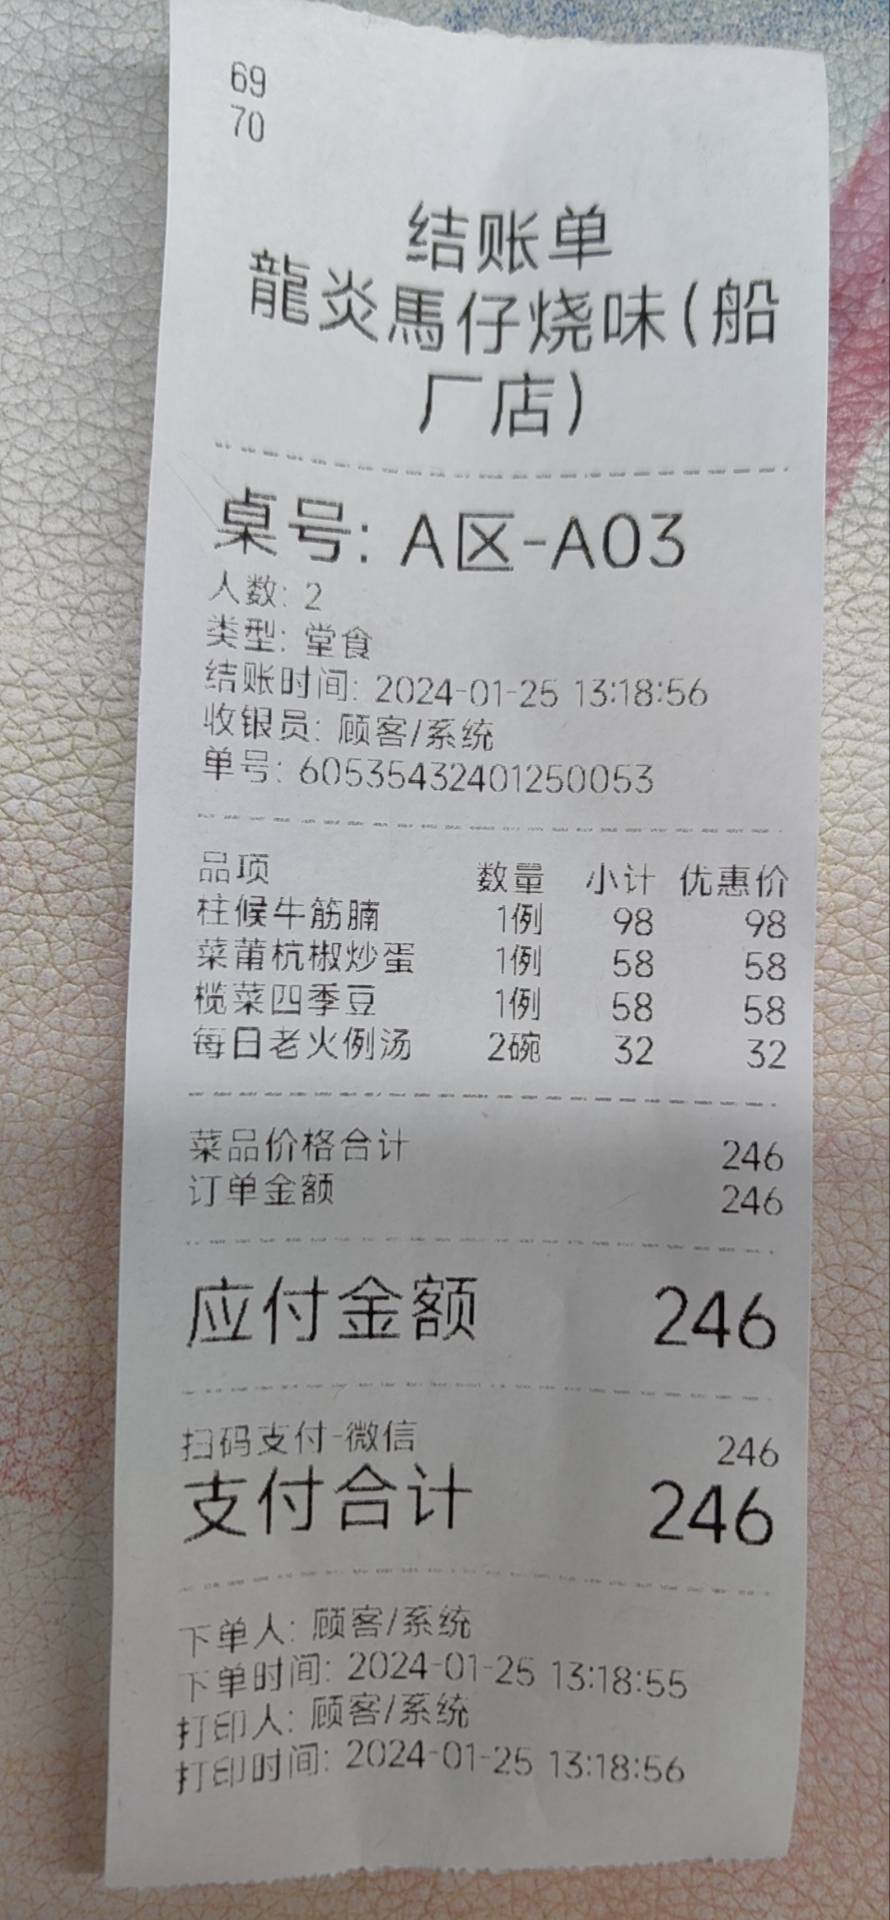 69
70
结账单
龍炎馬仔烧味(船
厂店)
桌号: A区-A03
人数: 2
类型: 堂食
结账时间: 2024-01-25 13:18:56
收银员: 顾客/系统
单号: 605354432401250053
品项 数量 小计 优惠价
柱候牛筋腩 1例 98 98
菜莆杭椒炒蛋 1例 58 58
榄菜四季豆 1例 58 58
每日老火例汤 2碗 32 32
菜品价格合计 246
订单金额 246
应付金额 246
扫码支付-微信 246
支付合计 246
下单人: 顾客/系统
下单时间: 2024-01-25 13:18:55
打印人: 顾客/系统
打印时间: 2024-01-25 13:18:56